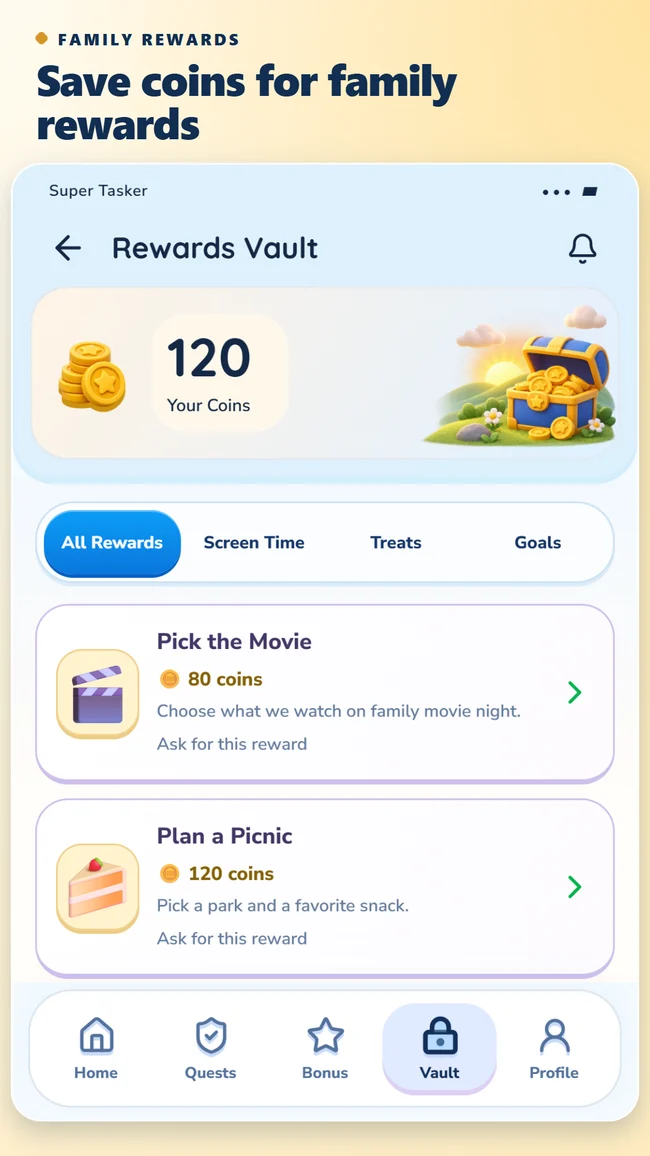 FAMILY REWARDS
Save coins for family
rewards
Super Tasker
Rewards Vault
120
Your Coins
All Rewards
Screen Time
Treats
Goals
Pick the Movie
80 coins
Choose what we watch on family movie night.
Ask for this reward
Plan a Picnic
120 coins
Pick a park and a favorite snack.
Ask for this reward
Home
Quests
Bonus
Vault
Profile